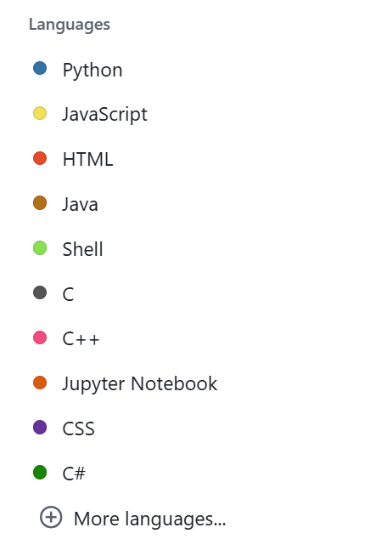 Languages
Python
JavaScript
HTML
Java
Shell
C
C++
Jupyter Notebook
CSS
C#
More languages...